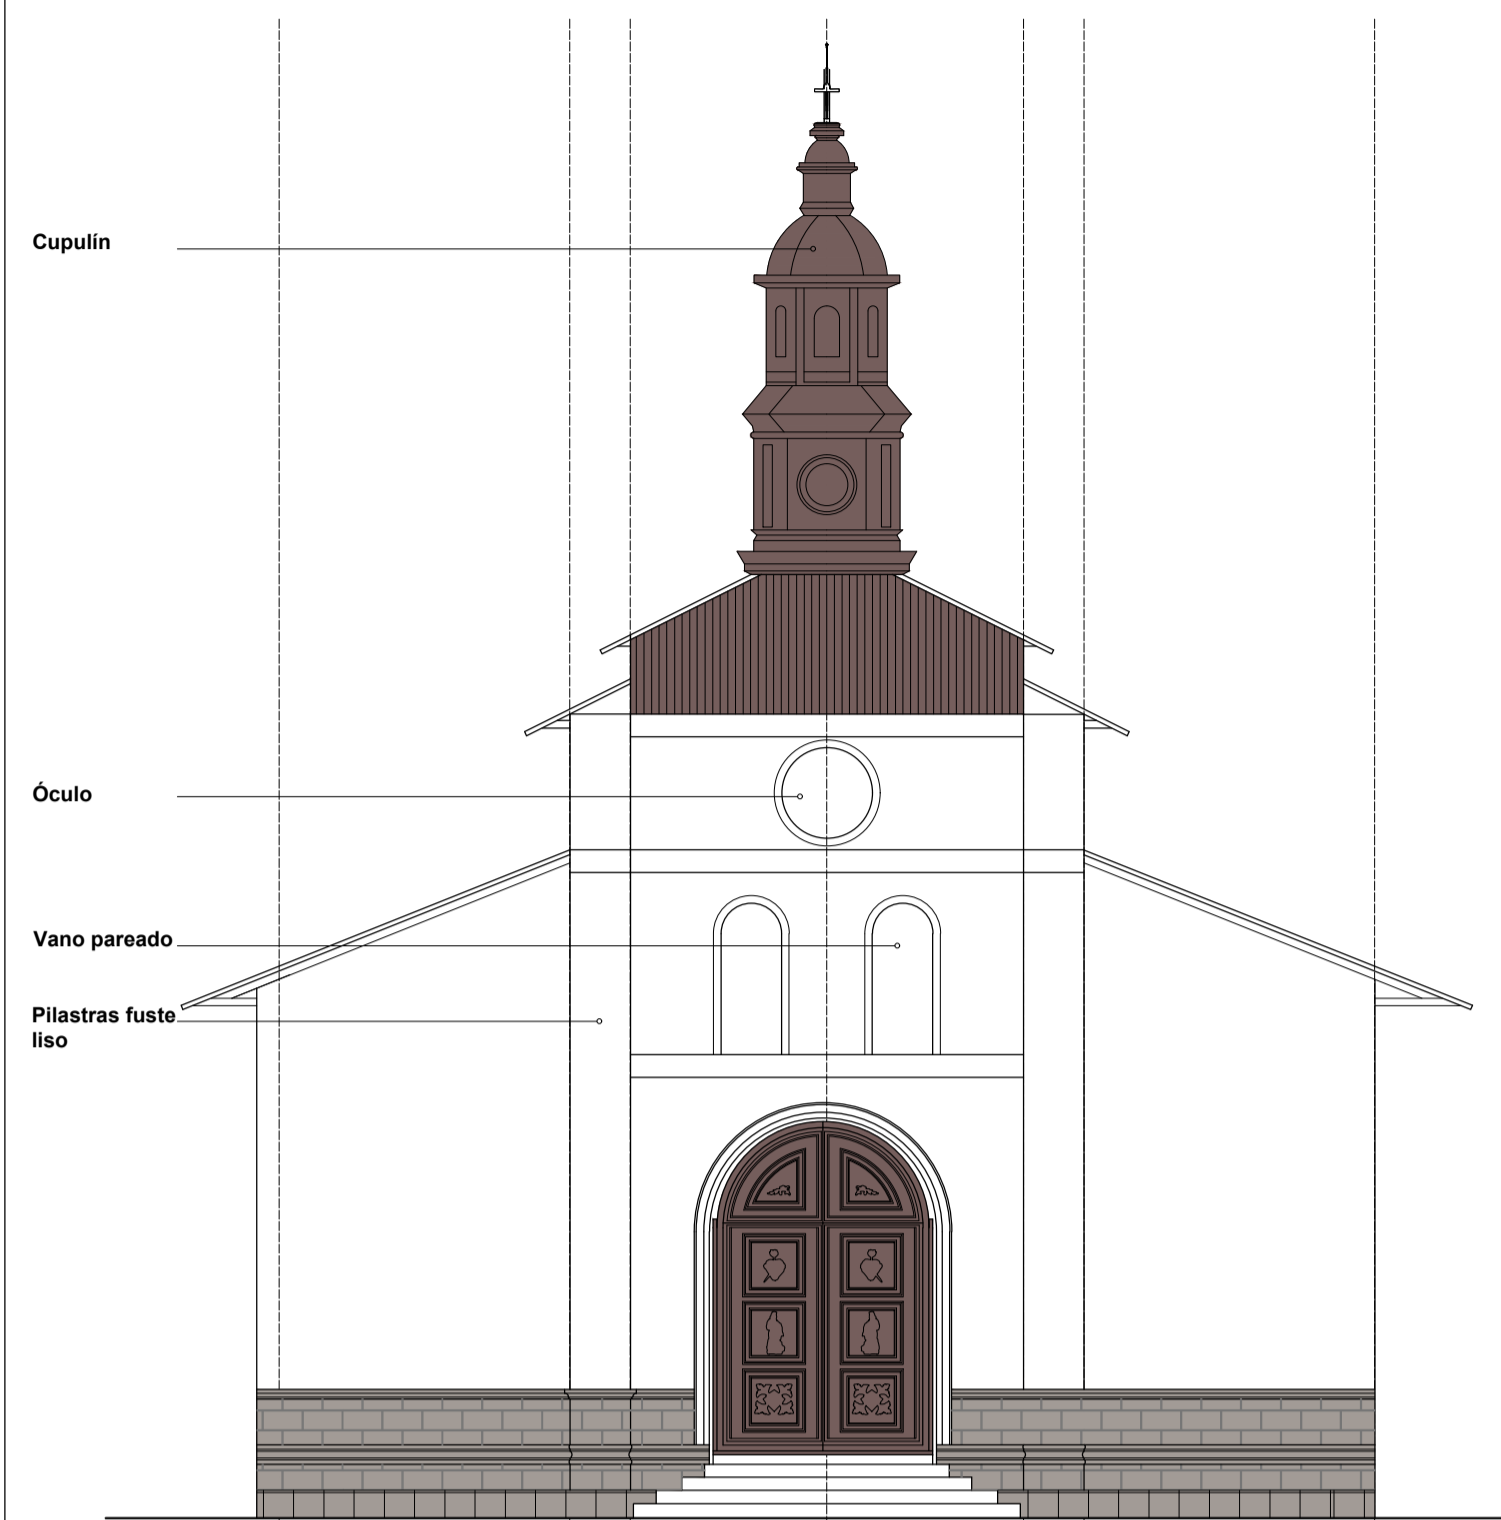 Cupulín
Óculo
Vano pareado
Pilastras fuste
liso